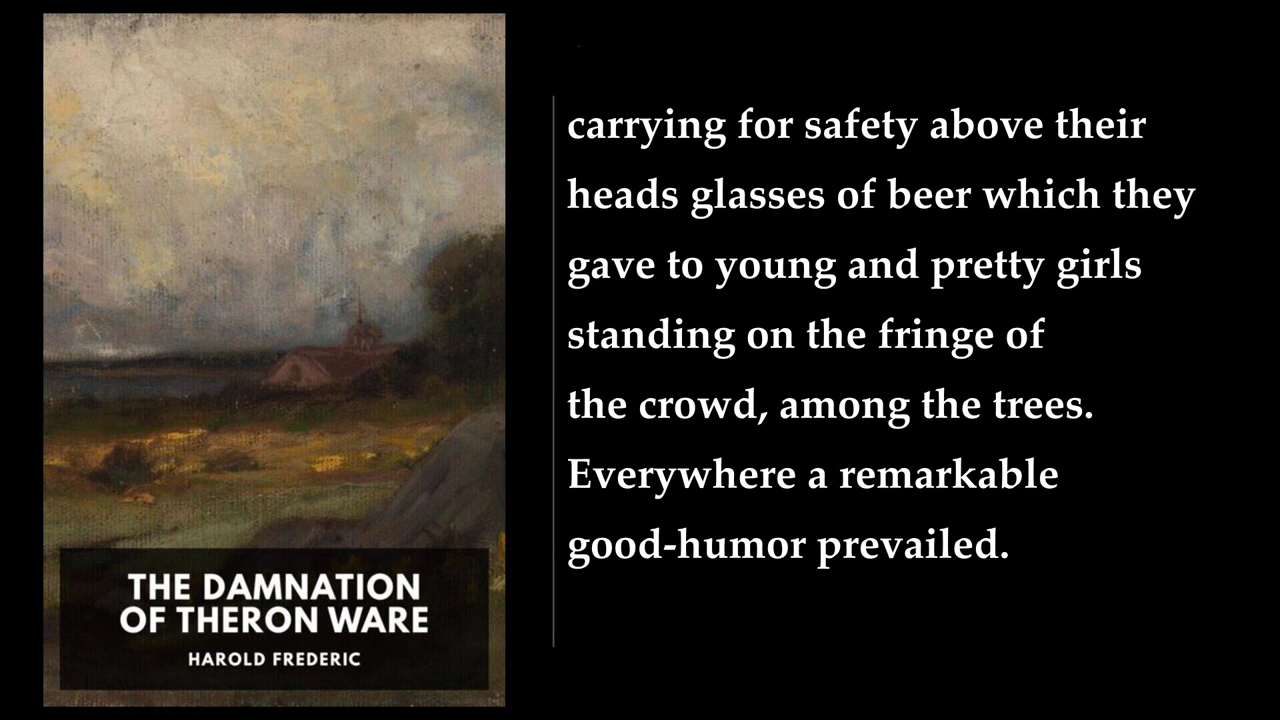 THE DAMNATION
OF THERON WARE
HAROLD FREDERIC
carrying for safety above their
heads glasses of beer which they
gave to young and pretty girls
standing on the fringe of
the crowd, among the trees.
Everywhere a remarkable
good-humor prevailed.